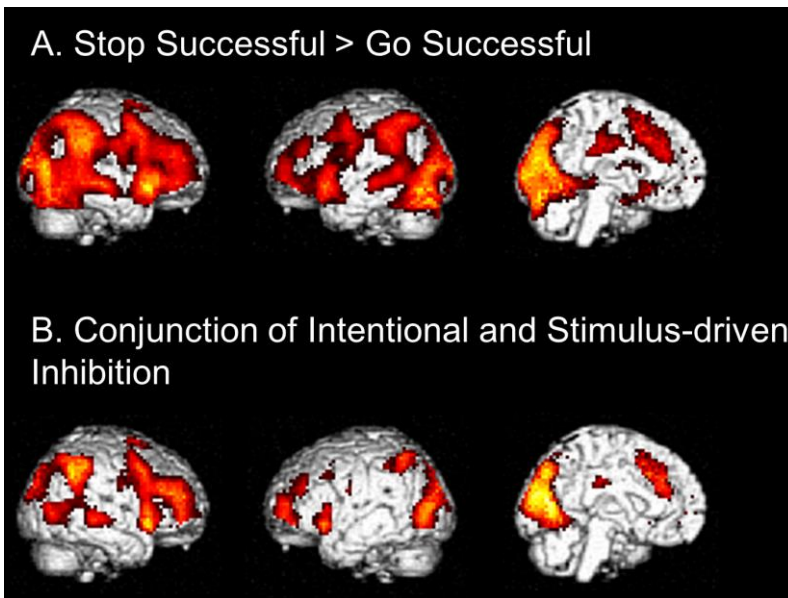 A. Stop Successful > Go Successful
B. Conjunction of Intentional and Stimulus-driven
Inhibition